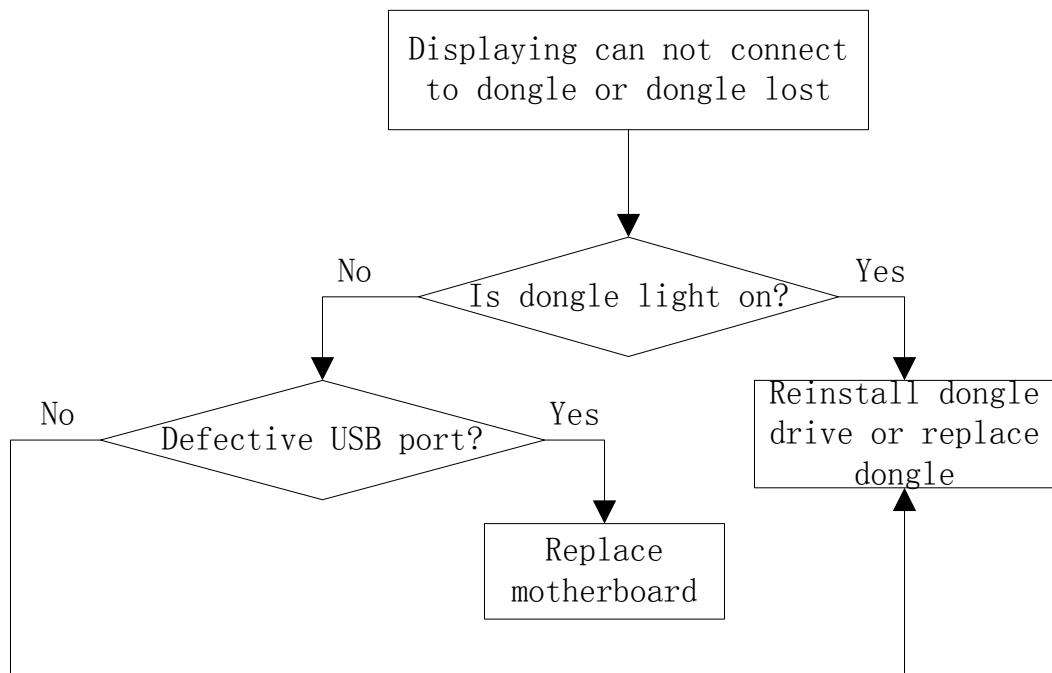 Displaying can not connect
to dongle or dongle lost
No
Yes
Is dongle light on?
No
Yes
Defective USB port?
Reinstall dongle
drive or replace
dongle
Replace
motherboard